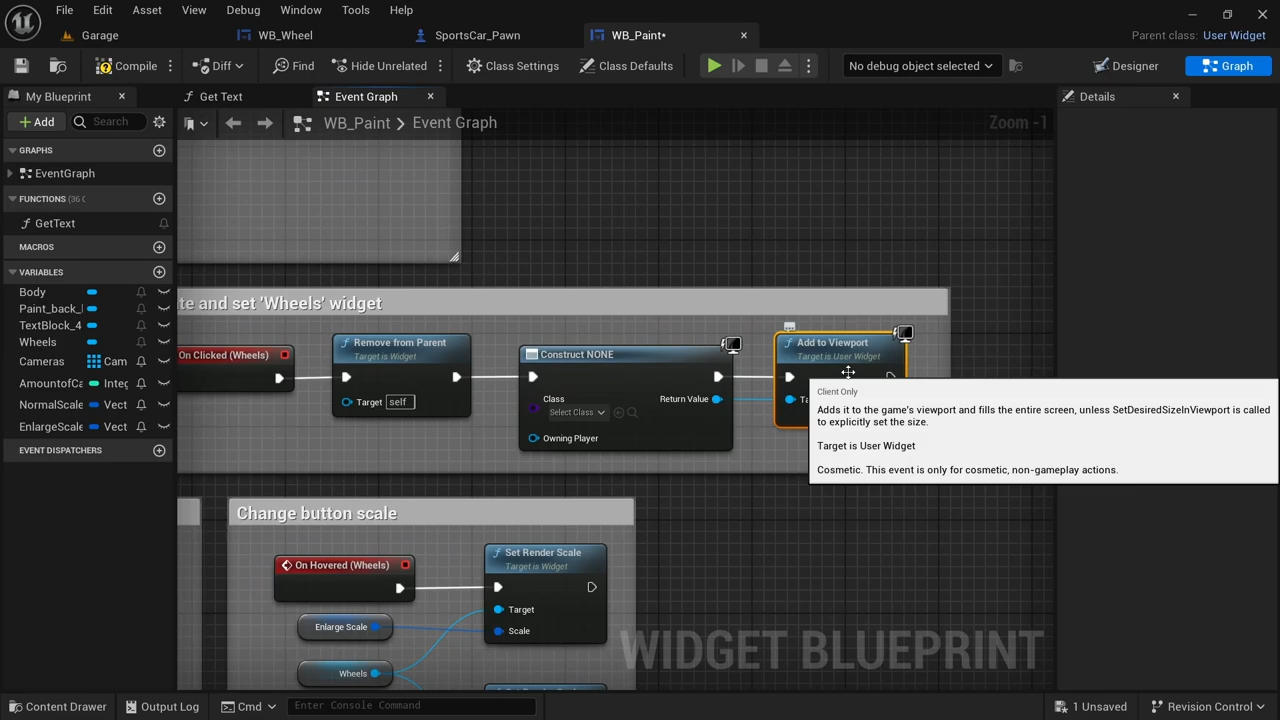 File
Edit
Asset
View
Debug
Window
Tools
Help
Garage
WB_Wheel
SportsCar_Pawn
WB_Paint*
Parent class: User Widget
Compile
Diff
Find
Hide Unrelated
Class Settings
Class Defaults
No debug object selected
Designer
Graph
My Blueprint
Get Text
Event Graph
Details
Add
Search
WB_Paint
Event Graph
Zoom -1
GRAPHS
EventGraph
FUNCTIONS (36
GetText
MACROS
VARIABLES
Body
Paint_back_
TextBlock_4
Wheels
Cameras
Cam
AmountofCa
Integ
NormalScale
Vect
EnlargeScale
Vect
EVENT DISPATCHERS
te and set 'Wheels' widget
On Clicked (Wheels)
Remove from Parent
Target is Widget
Target
self
Construct NONE
Class
Select Class
Return Value
Owning Player
Add to Viewport
Target is User Widget
Ta
Client Only
Adds it to the game's viewport and fills the entire screen, unless SetDesiredSizeInViewport is called
to explicitly set the size.
Target is User Widget
Cosmetic. This event is only for cosmetic, non-gameplay actions.
Change button scale
On Hovered (Wheels)
Set Render Scale
Target is Widget
Target
Scale
Enlarge Scale
Wheels
WIDGET BLUEPRINT
Content Drawer
Output Log
Cmd
Enter Console Command
1 Unsaved
Revision Control